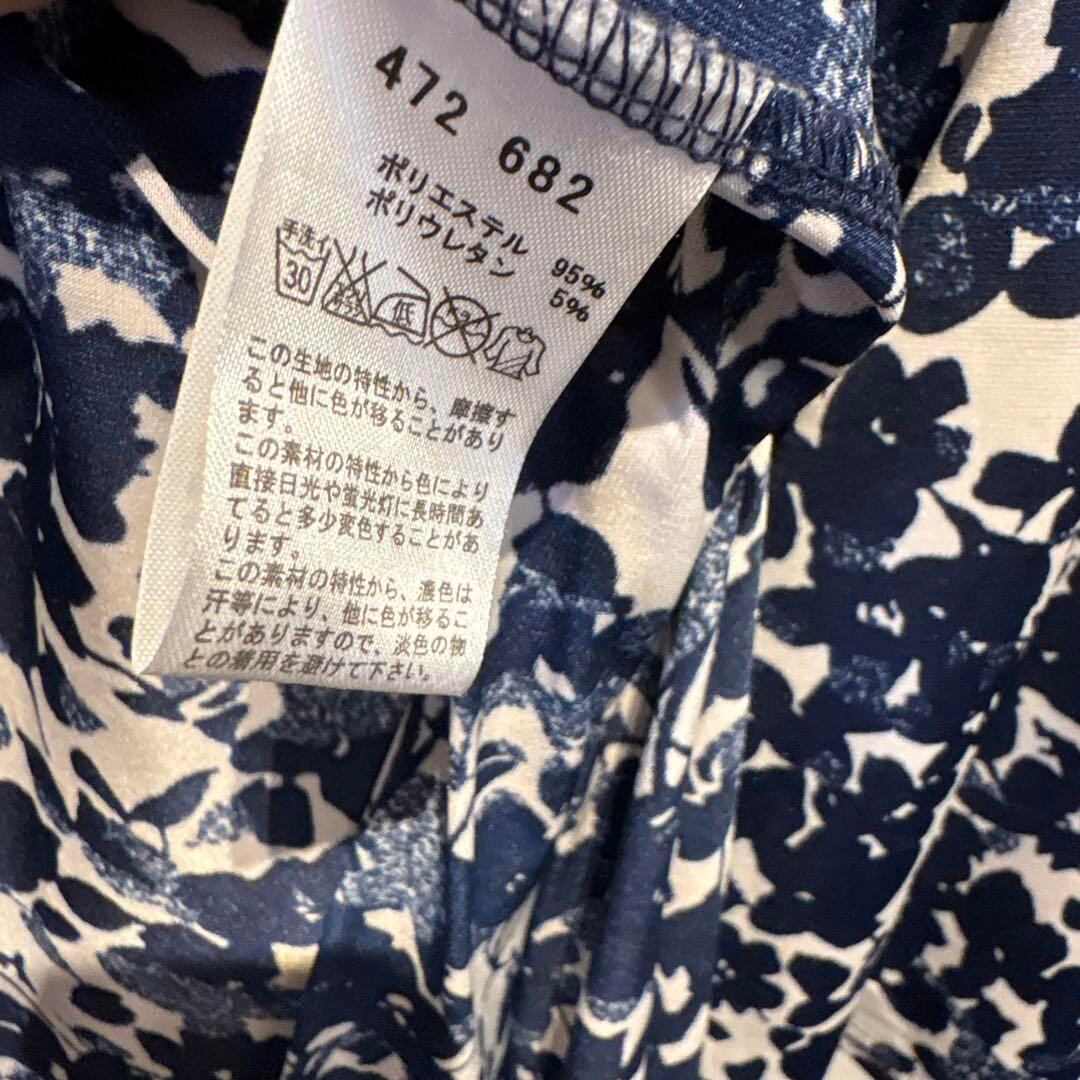 472 682
ポリエステル 95%
ポリウレタン 5%
手洗イ
30
低
この生地の特性から、摩擦す
ると他に色が移ることがあり
ます。
この素材の特性から色により
直接日光や蛍光灯に長時間あ
てると多少変色することがあ
ります。
この素材の特性から、濃色は
汗等により、他に色が移るこ
とがありますので、淡色の物
との着用を避けて下さい。